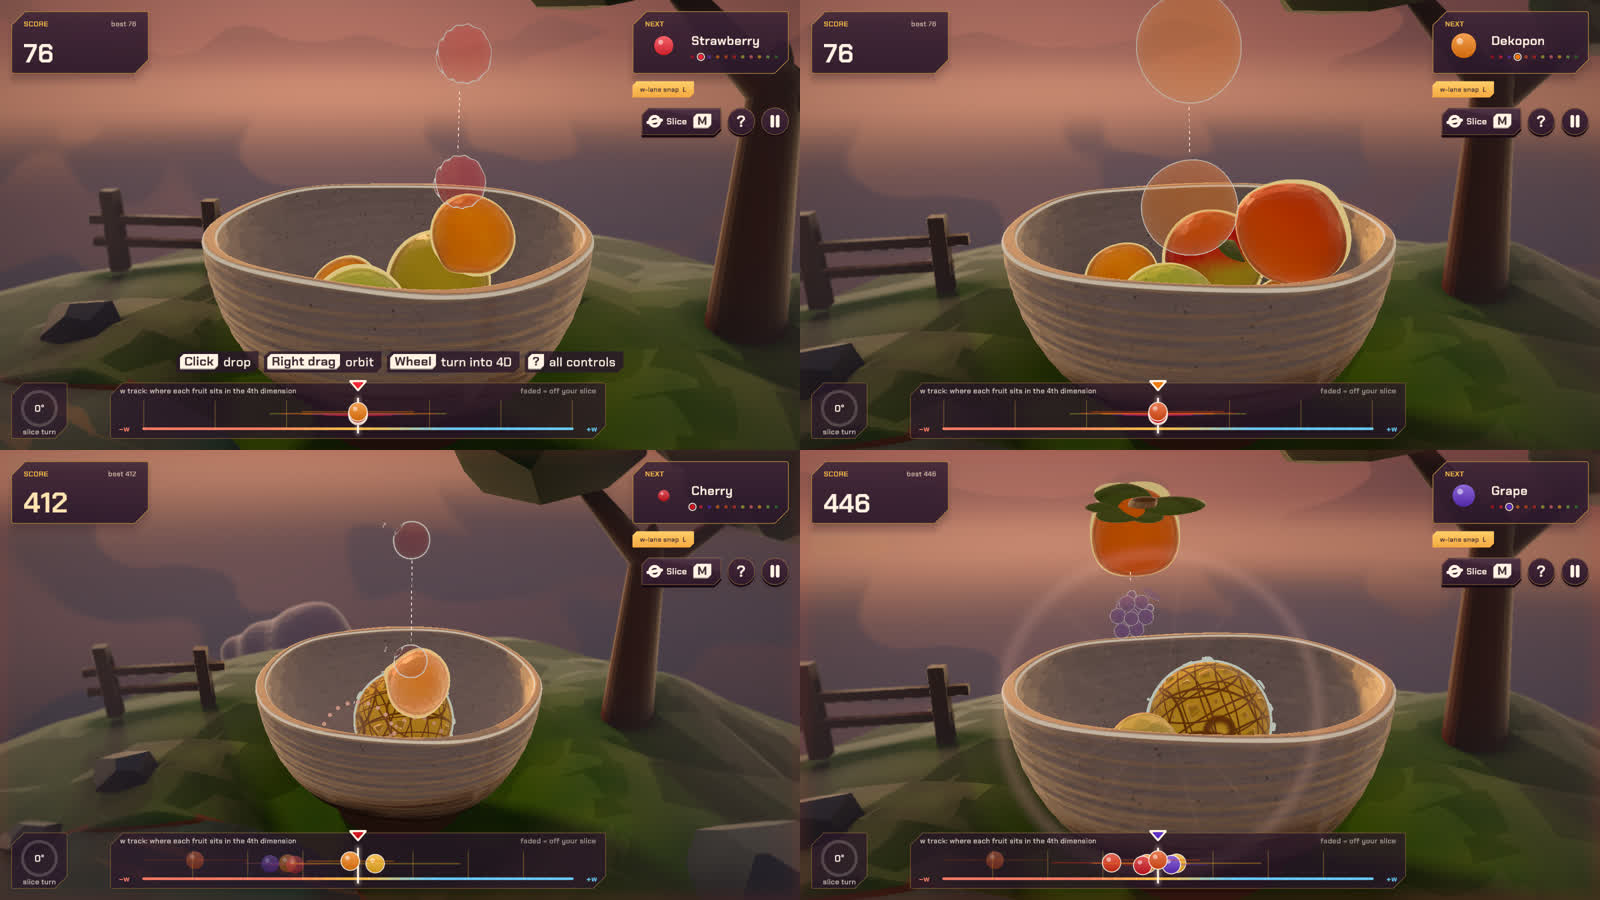 SCORE best 76
76
NEXT
Strawberry
w-lane snap L
Slice M ? 
Click drop Right drag orbit Wheel turn into 4D ? all controls
0°
slice turn
w track: where each fruit sits in the 4th dimension faded = off your slice
-w +w
SCORE best 76
76
NEXT
Dekopon
w-lane snap L
Slice M ?
0°
slice turn
w track: where each fruit sits in the 4th dimension faded = off your slice
-w +w
SCORE best 412
412
NEXT
Cherry
w-lane snap L
Slice M ?
0°
slice turn
w track: where each fruit sits in the 4th dimension faded = off your slice
-w +w
SCORE best 446
446
NEXT
Grape
w-lane snap L
Slice M ?
0°
slice turn
w track: where each fruit sits in the 4th dimension faded = off your slice
-w +w